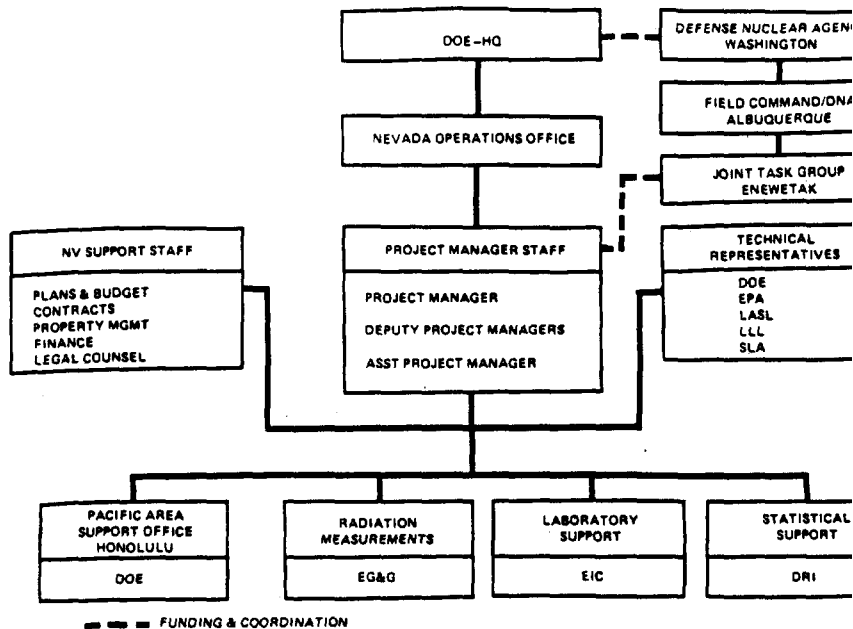 DOE-HQ
DEFENSE NUCLEAR AGENC
WASHINGTON
FIELD COMMAND/DNA
ALBUQUERQUE
NEVADA OPERATIONS OFFICE
JOINT TASK GROUP
ENEWETAK
NV SUPPORT STAFF
PLANS & BUDGET
CONTRACTS
PROPERTY MGMT
FINANCE
LEGAL COUNSEL
PROJECT MANAGER STAFF
PROJECT MANAGER
DEPUTY PROJECT MANAGERS
ASST PROJECT MANAGER
TECHNICAL
REPRESENTATIVES
DOE
EPA
LASL
LLL
SLA
PACIFIC AREA
SUPPORT OFFICE
HONOLULU
DOE
RADIATION
MEASUREMENTS
EG&G
LABORATORY
SUPPORT
EIC
STATISTICAL
SUPPORT
DRI
FUNDING & COORDINATION